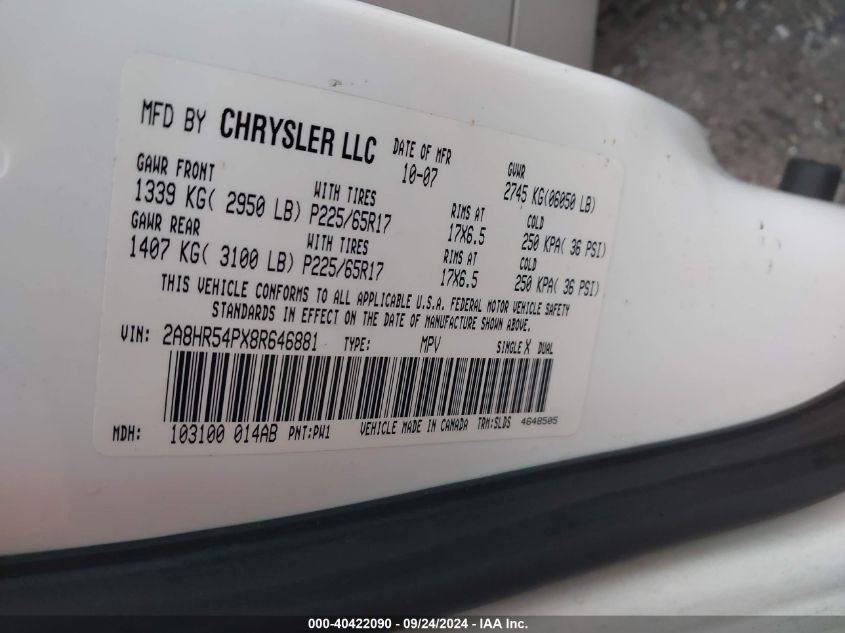 MFD BY CHRYSLER LLC DATE OF MFR 10-07 GVWR 2745 KG(06050 LB)
GAWR FRONT WITH TIRES RIMS AT COLD
1339 KG( 2950 LB) P225/65R17 17X6.5 250 KPA( 36 PSI)
GAWR REAR WITH TIRES RIMS AT COLD
1407 KG( 3100 LB) P225/65R17 17X6.5 250 KPA( 36 PSI)
THIS VEHICLE CONFORMS TO ALL APPLICABLE U.S.A. FEDERAL MOTOR VEHICLE SAFETY
STANDARDS IN EFFECT ON THE DATE OF MANUFACTURE SHOWN ABOVE.
VIN: 2A8HR54PX8R646881 TYPE: MPV SINGLE X DUAL
MDH: 103100 014AB PNT:PW1 VEHICLE MADE IN CANADA TRM:SLDS 4648505
000-40422090 - 09/24/2024 - IAA Inc.